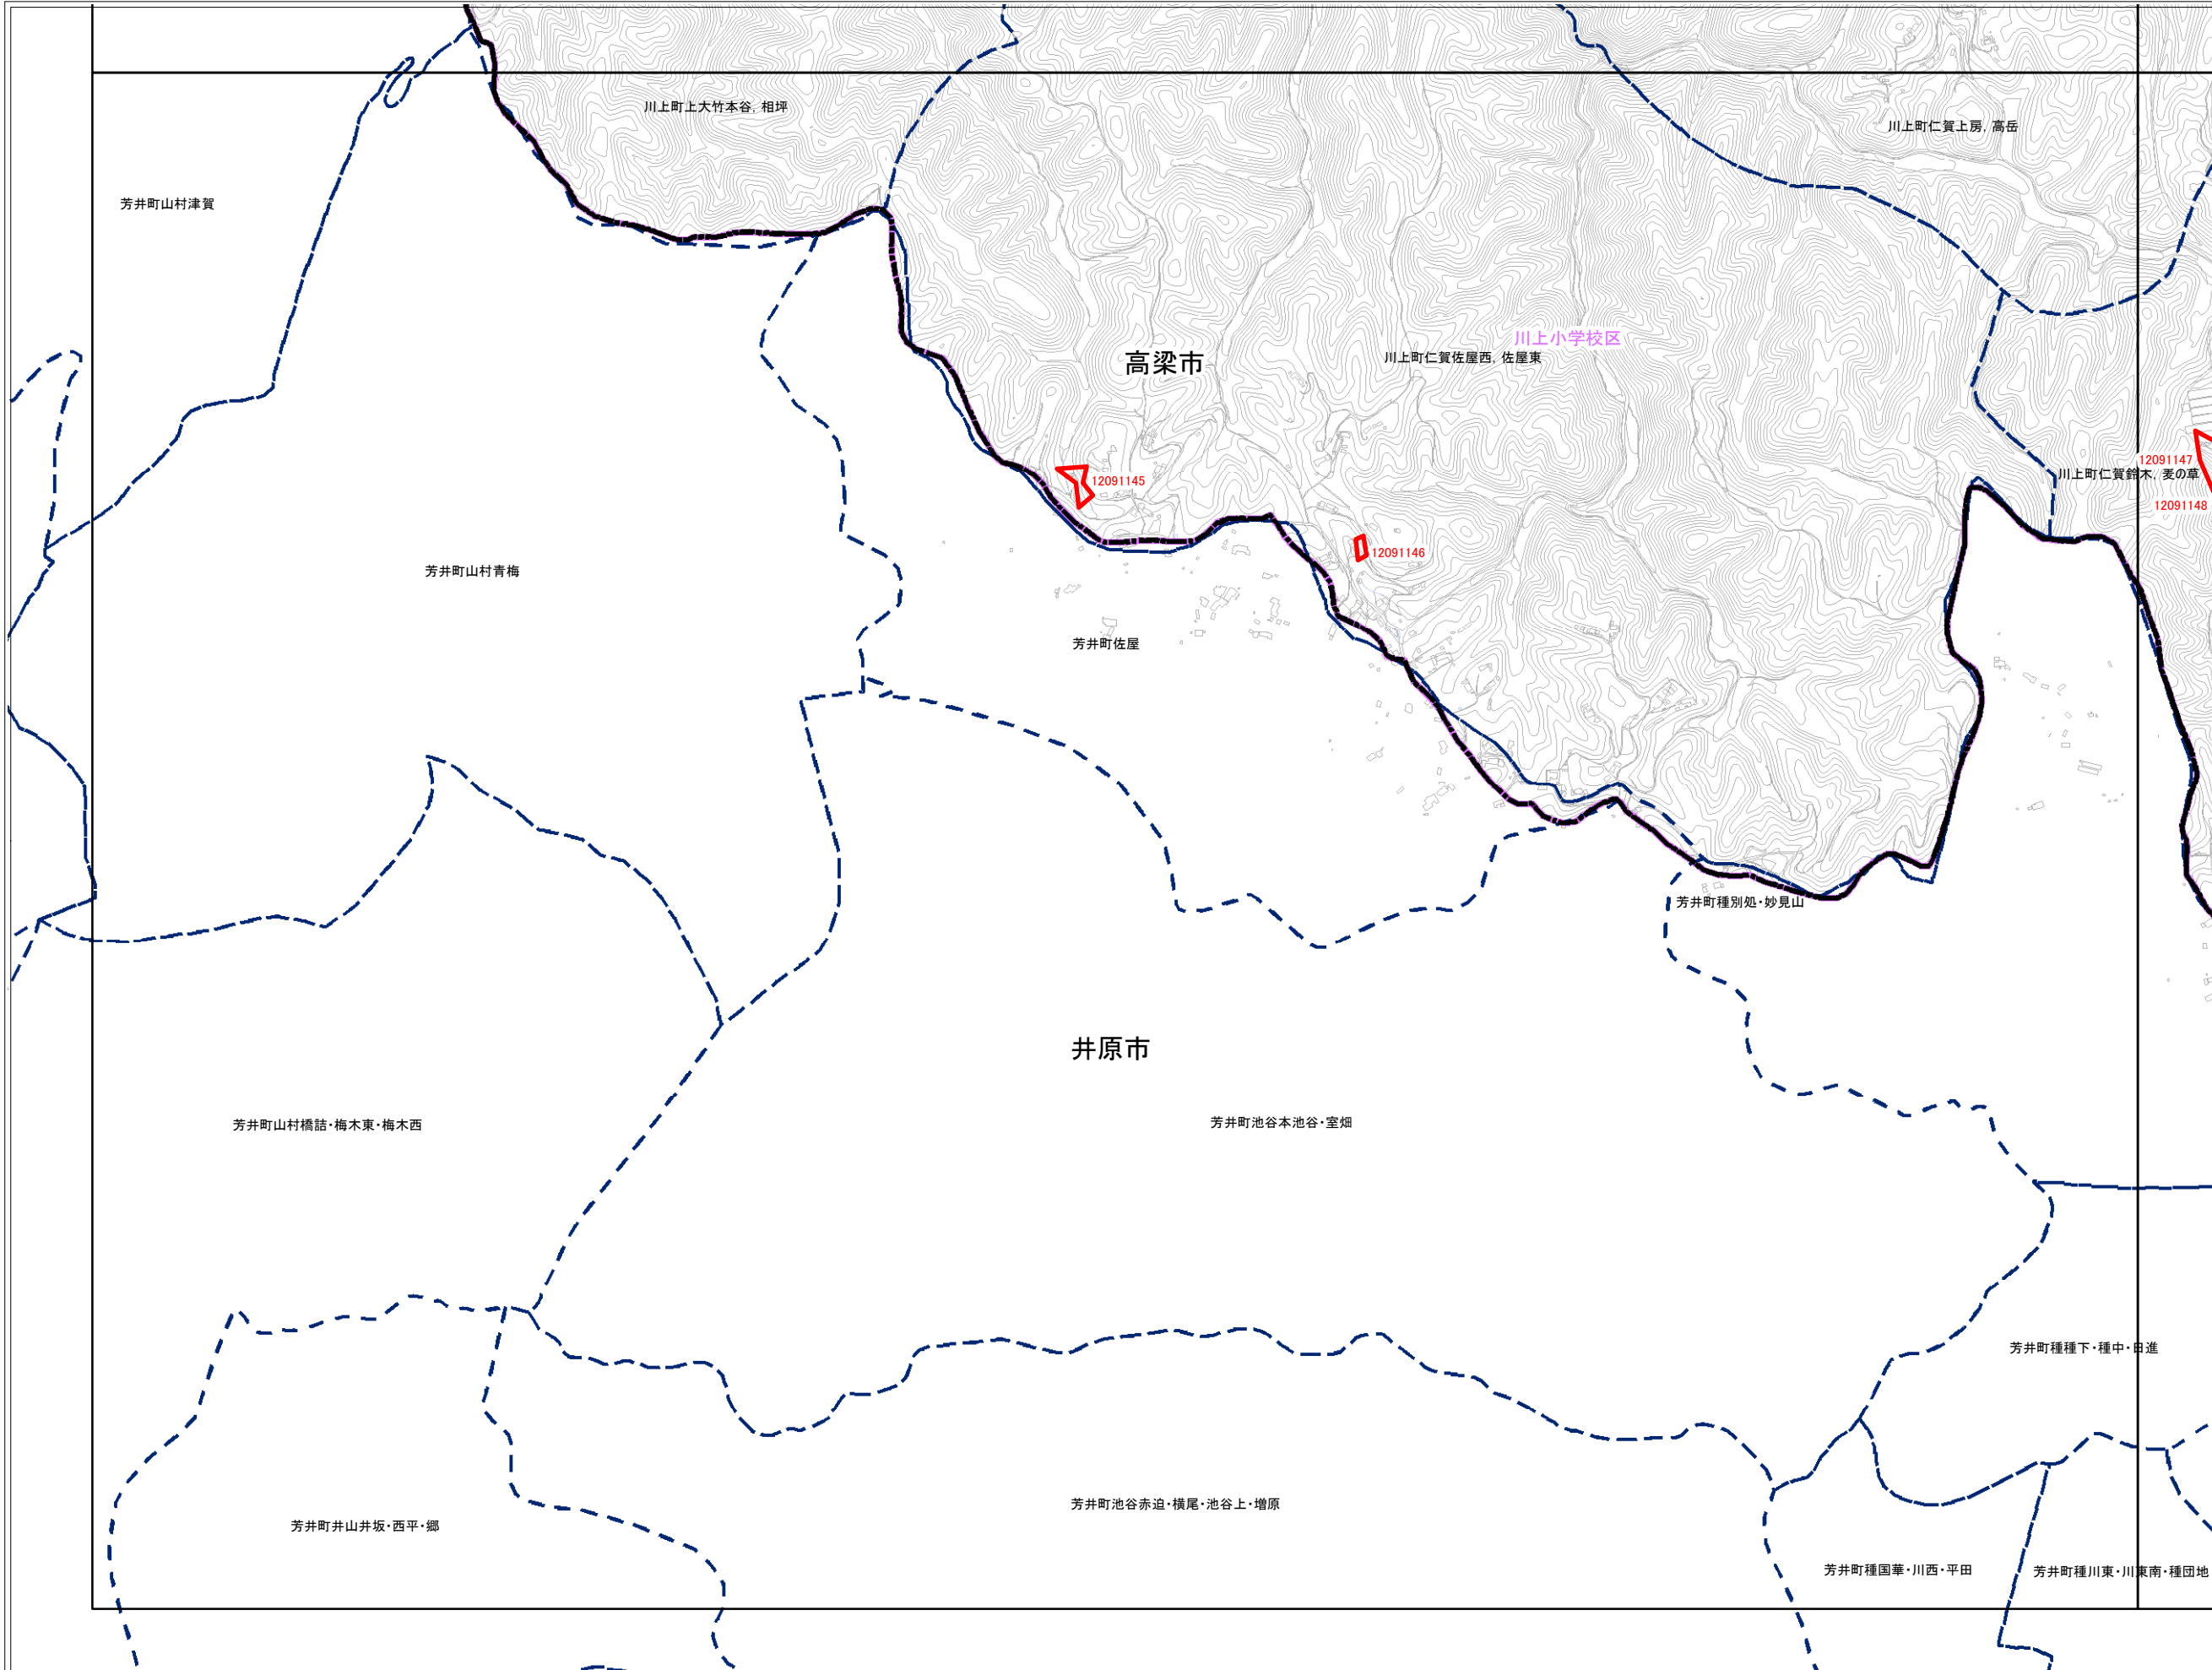 川上町上大竹本谷, 相坪
川上町仁賀上房, 高岳
芳井町山村津賀
川上小学校区
高梁市
川上町仁賀佐屋西, 佐屋東
12091147
川上町仁賀鈴木, 麦の草
12091145
12091148
12091146
芳井町山村青梅
芳井町佐屋
芳井町種別処・妙見山
井原市
芳井町山村橋詰・梅木東・梅木西
芳井町池谷本池谷・室畑
芳井町種種下・種中・日進
芳井町池谷赤迫・横尾・池谷上・増原
芳井町井山井坂・西平・郷
芳井町種国華・川西・平田
芳井町種川東・川東南・種団地